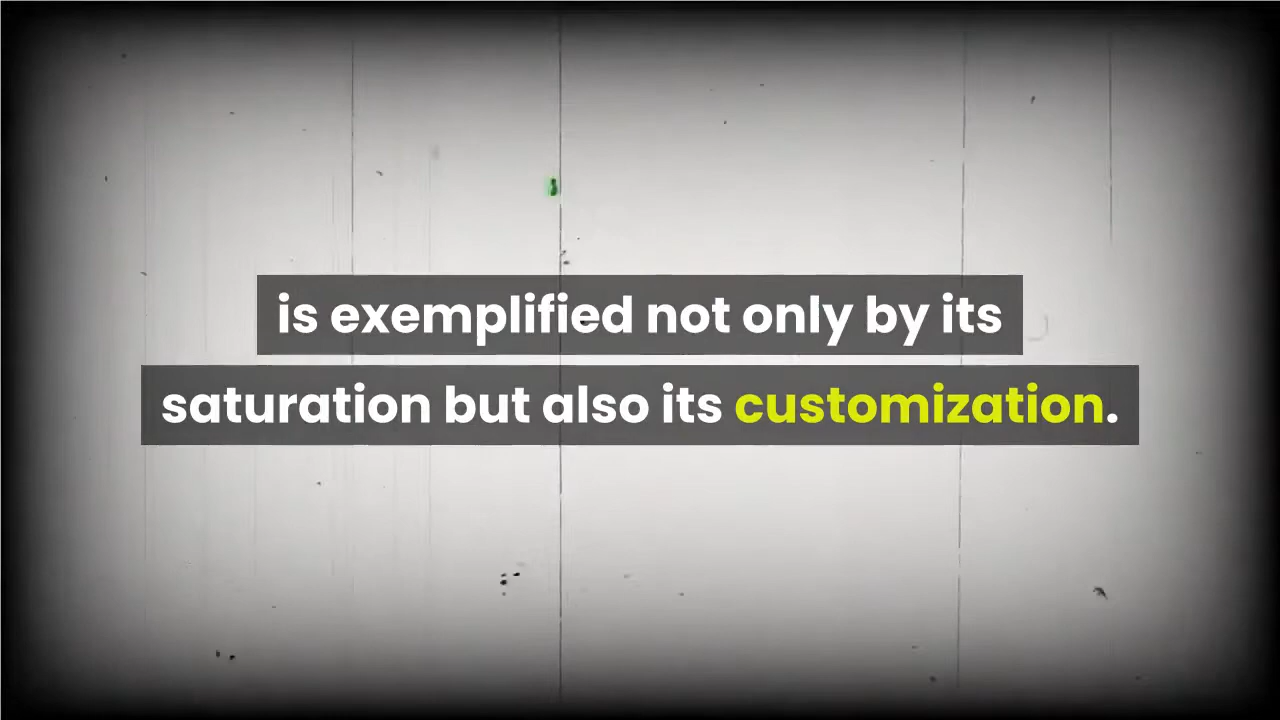 is exemplified not only by its
saturation but also its customization.